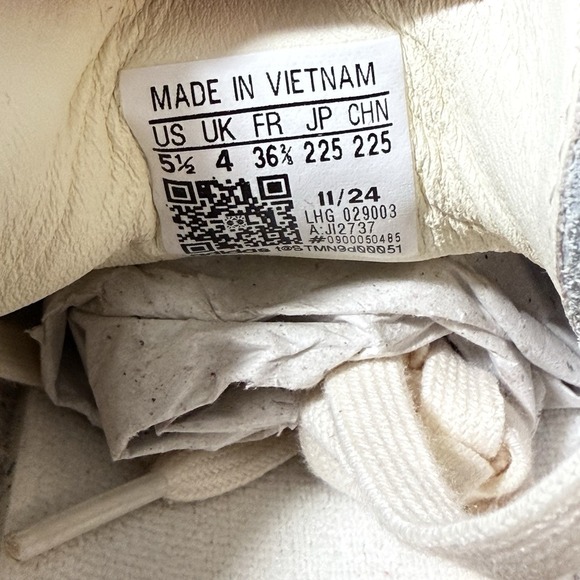 MADE IN VIETNAM
US UK FR JP CHN
5½ 4 36⅔ 225 225
11/24
LHG 029003
A:JI2737
#0900050485